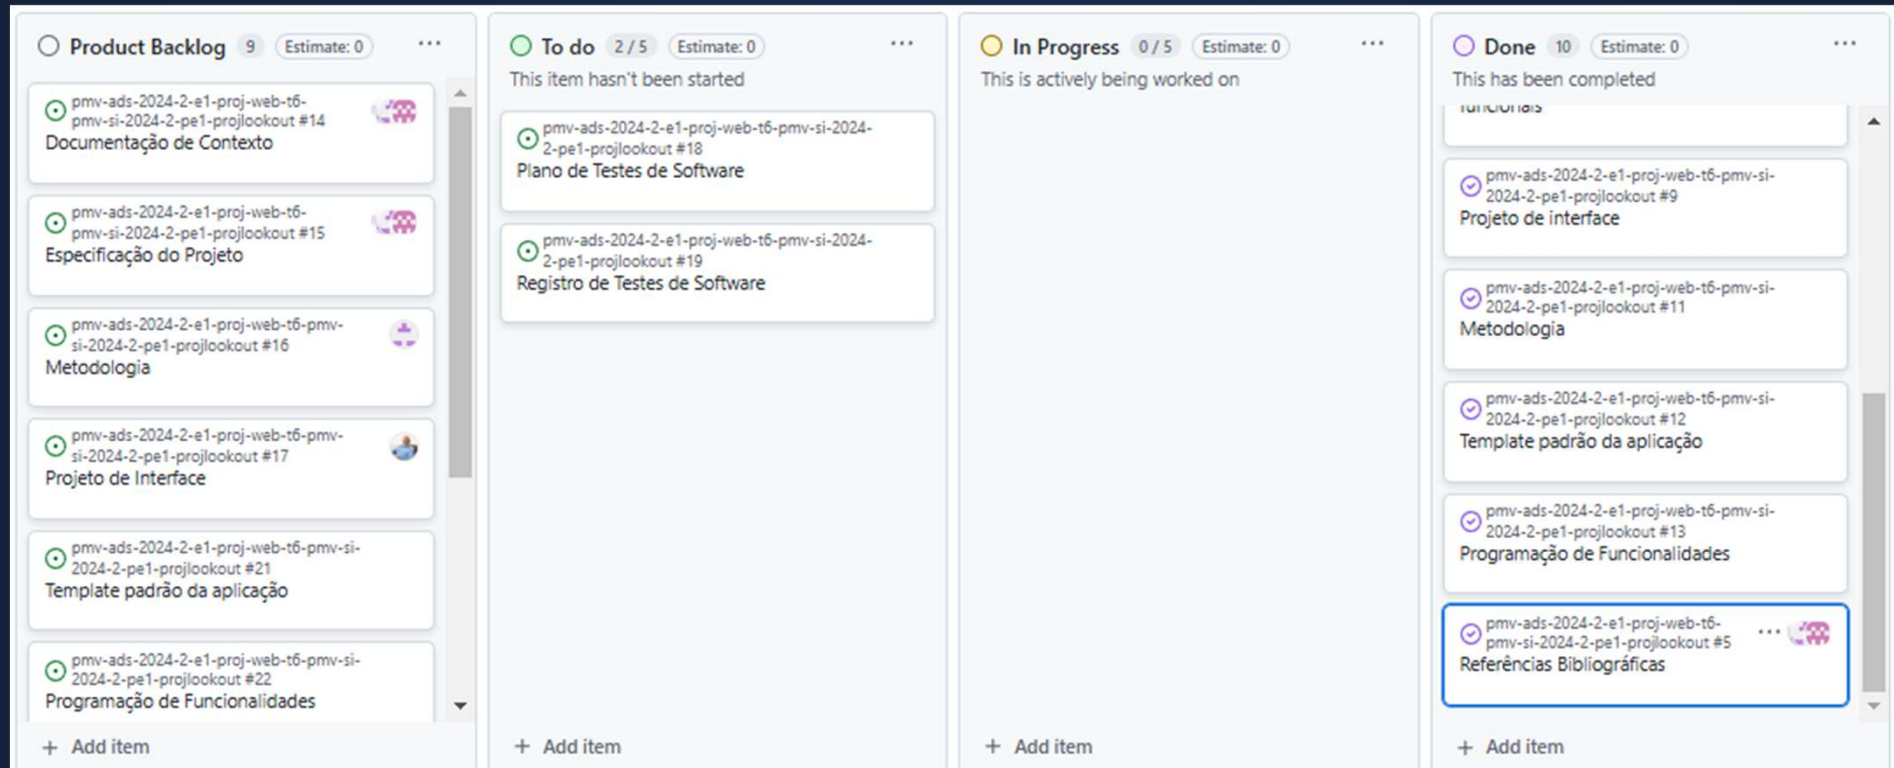 Product Backlog 9 Estimate: 0 ...
pmv-ads-2024-2-e1-proj-web-t6-
pmv-si-2024-2-pe1-projlookout #14
Documentação de Contexto
pmv-ads-2024-2-e1-proj-web-t6-
pmv-si-2024-2-pe1-projlookout #15
Especificação do Projeto
pmv-ads-2024-2-e1-proj-web-t6-pmv-
si-2024-2-pe1-projlookout #16
Metodologia
pmv-ads-2024-2-e1-proj-web-t6-pmv-
si-2024-2-pe1-projlookout #17
Projeto de Interface
pmv-ads-2024-2-e1-proj-web-t6-pmv-si-
2024-2-pe1-projlookout #21
Template padrão da aplicação
pmv-ads-2024-2-e1-proj-web-t6-pmv-si-
2024-2-pe1-projlookout #22
Programação de Funcionalidades
+ Add item
To do 2 / 5 Estimate: 0 ...
This item hasn't been started
pmv-ads-2024-2-e1-proj-web-t6-pmv-si-2024-
2-pe1-projlookout #18
Plano de Testes de Software
pmv-ads-2024-2-e1-proj-web-t6-pmv-si-2024-
2-pe1-projlookout #19
Registro de Testes de Software
+ Add item
In Progress 0 / 5 Estimate: 0 ...
This is actively being worked on
+ Add item
Done 10 Estimate: 0 ...
This has been completed
funcionais
pmv-ads-2024-2-e1-proj-web-t6-pmv-si-
2024-2-pe1-projlookout #9
Projeto de interface
pmv-ads-2024-2-e1-proj-web-t6-pmv-si-
2024-2-pe1-projlookout #11
Metodologia
pmv-ads-2024-2-e1-proj-web-t6-pmv-si-
2024-2-pe1-projlookout #12
Template padrão da aplicação
pmv-ads-2024-2-e1-proj-web-t6-pmv-si-
2024-2-pe1-projlookout #13
Programação de Funcionalidades
pmv-ads-2024-2-e1-proj-web-t6-
pmv-si-2024-2-pe1-projlookout #5 ...
Referências Bibliográficas
+ Add item